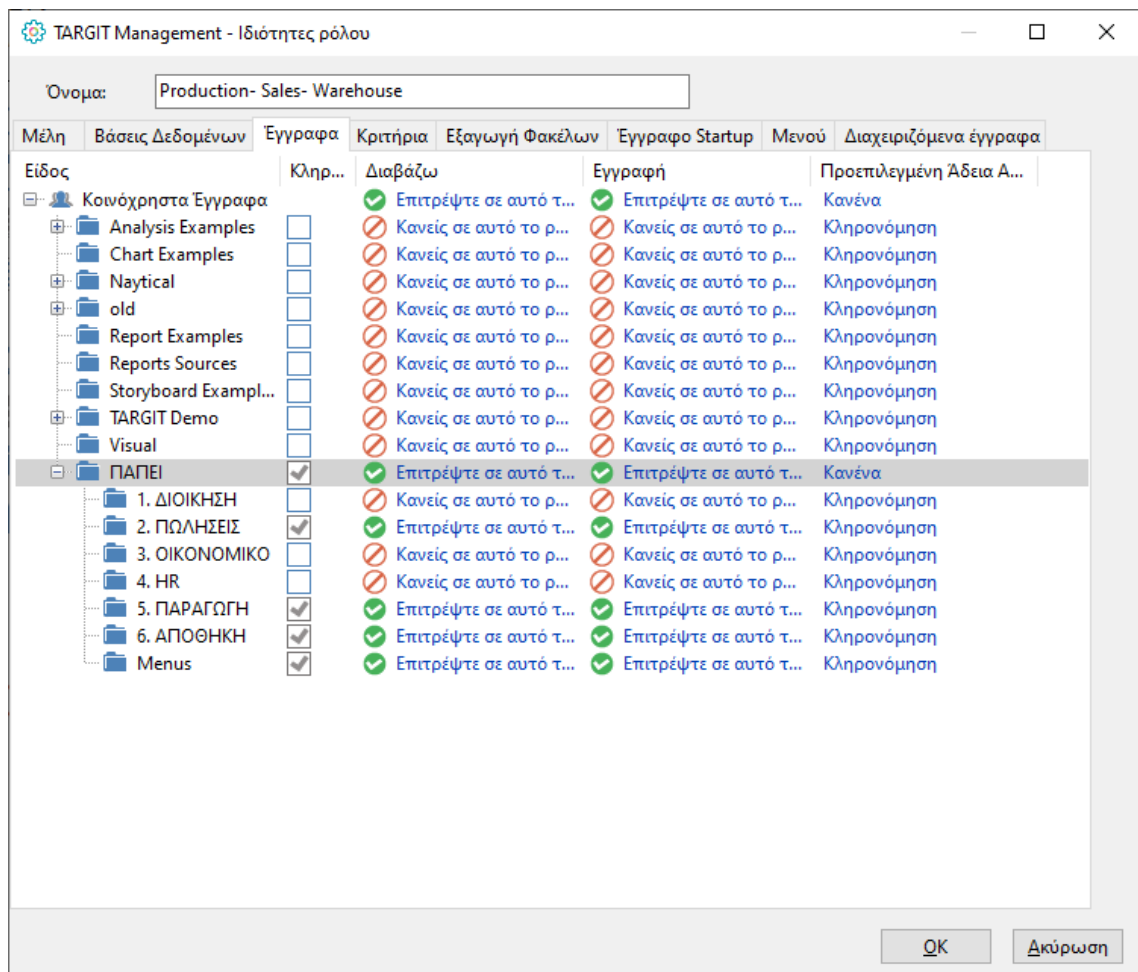 TARGIT Management - Ιδιότητες ρόλου
Όνομα: Production- Sales- Warehouse
Μέλη Βάσεις Δεδομένων Έγγραφα Κριτήρια Εξαγωγή Φακέλων Έγγραφο Startup Μενού Διαχειριζόμενα έγγραφα
Είδος Κληρ... Διαβάζω Εγγραφή Προεπιλεγμένη Άδεια Α...
Κοινόχρηστα Έγγραφα Επιτρέψτε σε αυτό τ... Επιτρέψτε σε αυτό τ... Κανένα
Analysis Examples Κανείς σε αυτό το ρ... Κανείς σε αυτό το ρ... Κληρονόμηση
Chart Examples Κανείς σε αυτό το ρ... Κανείς σε αυτό το ρ... Κληρονόμηση
Naytical Κανείς σε αυτό το ρ... Κανείς σε αυτό το ρ... Κληρονόμηση
old Κανείς σε αυτό το ρ... Κανείς σε αυτό το ρ... Κληρονόμηση
Report Examples Κανείς σε αυτό το ρ... Κανείς σε αυτό το ρ... Κληρονόμηση
Reports Sources Κανείς σε αυτό το ρ... Κανείς σε αυτό το ρ... Κληρονόμηση
Storyboard Exampl... Κανείς σε αυτό το ρ... Κανείς σε αυτό το ρ... Κληρονόμηση
TARGIT Demo Κανείς σε αυτό το ρ... Κανείς σε αυτό το ρ... Κληρονόμηση
Visual Κανείς σε αυτό το ρ... Κανείς σε αυτό το ρ... Κληρονόμηση
ΠΑΠΕΙ Επιτρέψτε σε αυτό τ... Επιτρέψτε σε αυτό τ... Κανένα
1. ΔΙΟΙΚΗΣΗ Κανείς σε αυτό το ρ... Κανείς σε αυτό το ρ... Κληρονόμηση
2. ΠΩΛΗΣΕΙΣ Επιτρέψτε σε αυτό τ... Επιτρέψτε σε αυτό τ... Κληρονόμηση
3. ΟΙΚΟΝΟΜΙΚΟ Κανείς σε αυτό το ρ... Κανείς σε αυτό το ρ... Κληρονόμηση
4. HR Κανείς σε αυτό το ρ... Κανείς σε αυτό το ρ... Κληρονόμηση
5. ΠΑΡΑΓΩΓΗ Επιτρέψτε σε αυτό τ... Επιτρέψτε σε αυτό τ... Κληρονόμηση
6. ΑΠΟΘΗΚΗ Επιτρέψτε σε αυτό τ... Επιτρέψτε σε αυτό τ... Κληρονόμηση
Menus Επιτρέψτε σε αυτό τ... Επιτρέψτε σε αυτό τ... Κληρονόμηση
OK Ακύρωση